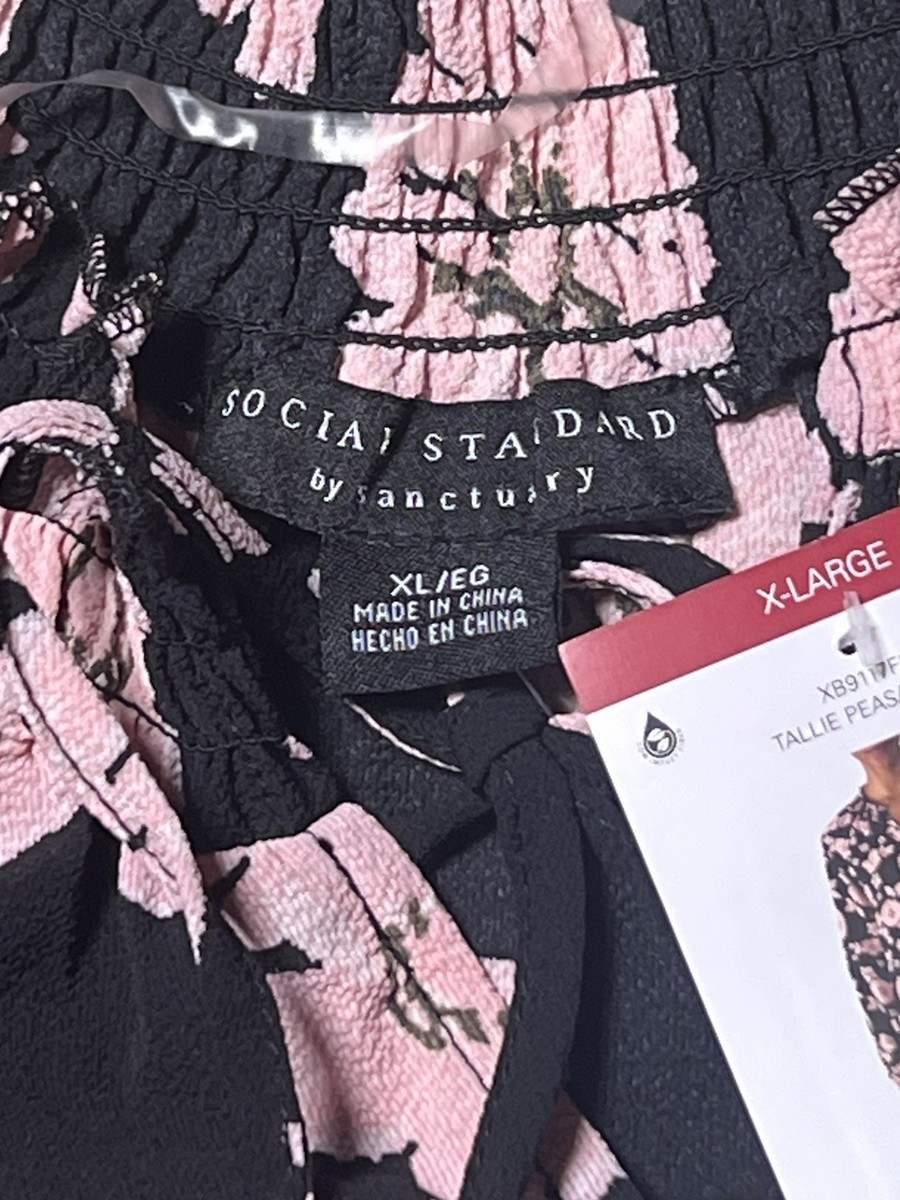 SOCIAL STANDARD
by sanctuary
XL/EG
MADE IN CHINA
HECHO EN CHINA
X-LARGE
TALLIE